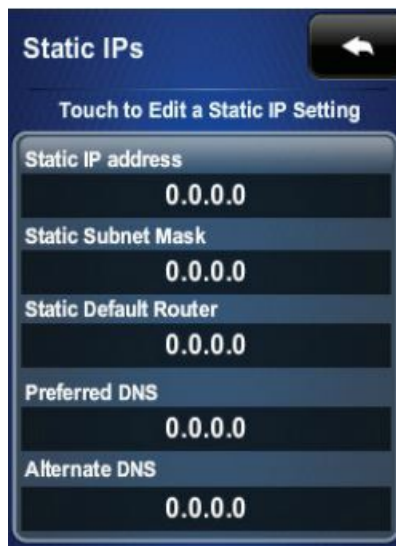 Static IPs
Touch to Edit a Static IP Setting
Static IP address
0.0.0.0
Static Subnet Mask
0.0.0.0
Static Default Router
0.0.0.0
Preferred DNS
0.0.0.0
Alternate DNS
0.0.0.0